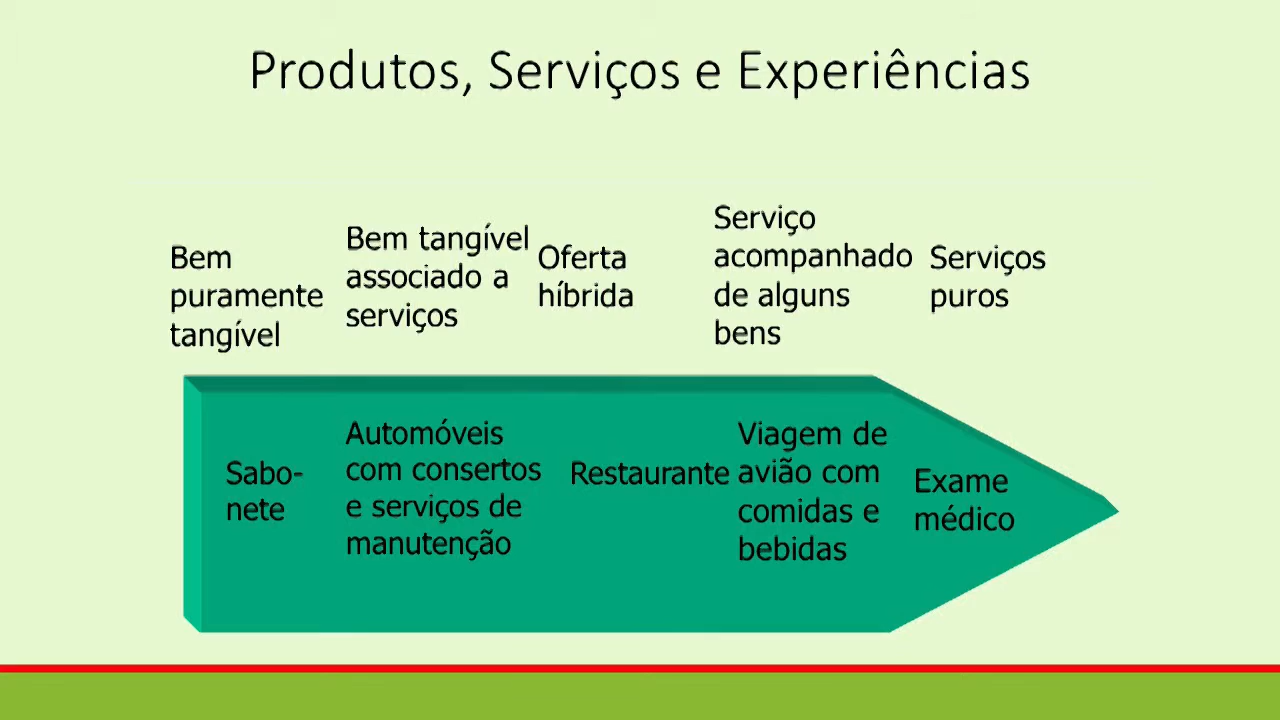 Produtos, Serviços e Experiências
Bem
puramente
tangível
Bem tangível
associado a
serviços
Oferta
híbrida
Serviço
acompanhado
de alguns
bens
Serviços
puros
Sabo-
nete
Automóveis
com consertos
e serviços de
manutenção
Restaurante
Viagem de
avião com
comidas e
bebidas
Exame
médico